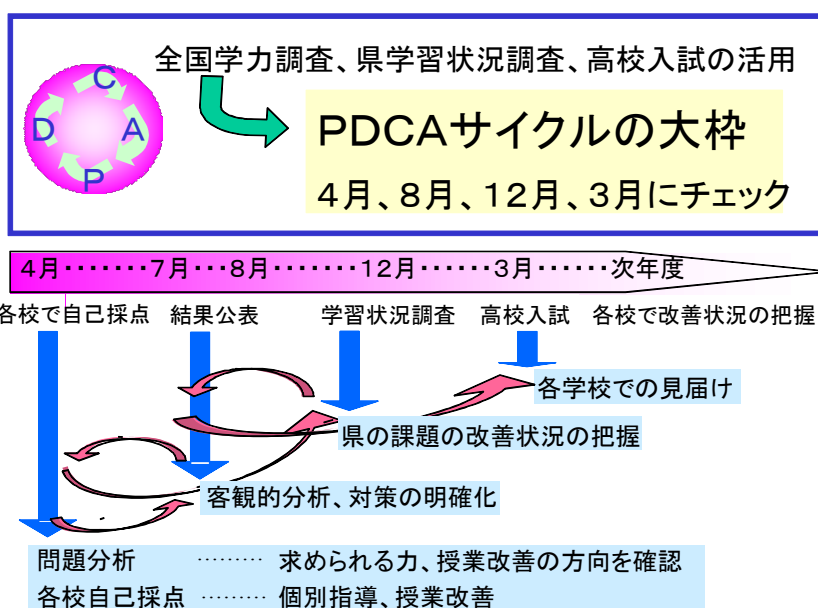 全国学力調査、県学習状況調査、高校入試の活用
C
D
A
P
PDCAサイクルの大枠
4月、8月、12月、3月にチェック
4月・・・・・・・7月・・・8月・・・・・・・12月・・・・・・3月・・・・・・次年度
各校で自己採点 結果公表 学習状況調査 高校入試 各校で改善状況の把握
各学校での見届け
県の課題の改善状況の把握
客観的分析、対策の明確化
問題分析 ········· 求められる力、授業改善の方向を確認
各校自己採点 ········· 個別指導、授業改善